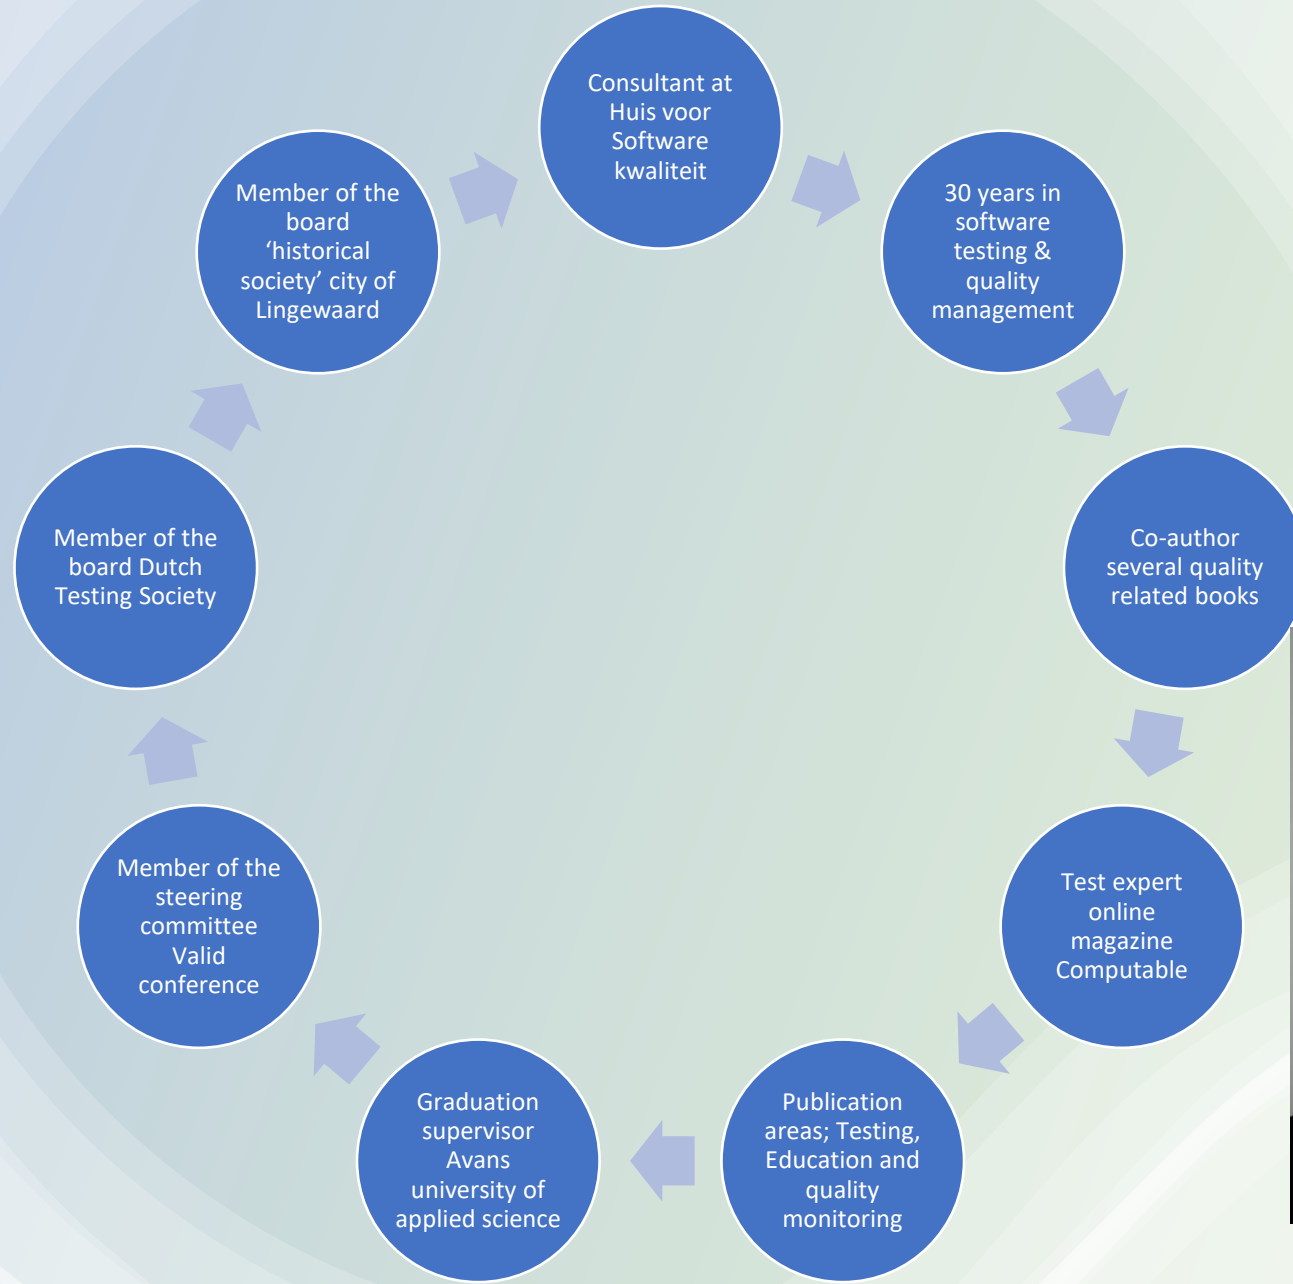 Consultant at
Huis voor
Software
kwaliteit
30 years in
software
testing &
quality
management
Co-author
several quality
related books
Test expert
online
magazine
Computable
Publication
areas; Testing,
Education and
quality
monitoring
Graduation
supervisor
Avans
university of
applied science
Member of the
steering
committee
Valid
conference
Member of the
board Dutch
Testing Society
Member of the
board
‘historical
society’ city of
Lingewaard